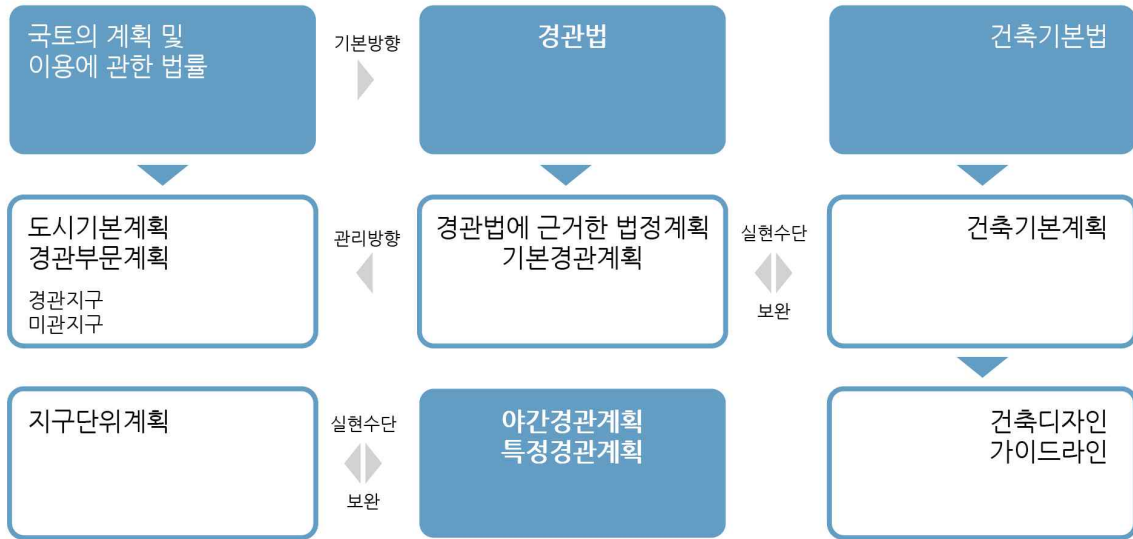 국토의 계획 및
이용에 관한 법률
기본방향
경관법
건축기본법
도시기본계획
경관부문계획
경관지구
미관지구
관리방향
경관법에 근거한 법정계획
기본경관계획
실현수단
보완
건축기본계획
지구단위계획
실현수단
보완
야간경관계획
특정경관계획
건축디자인
가이드라인